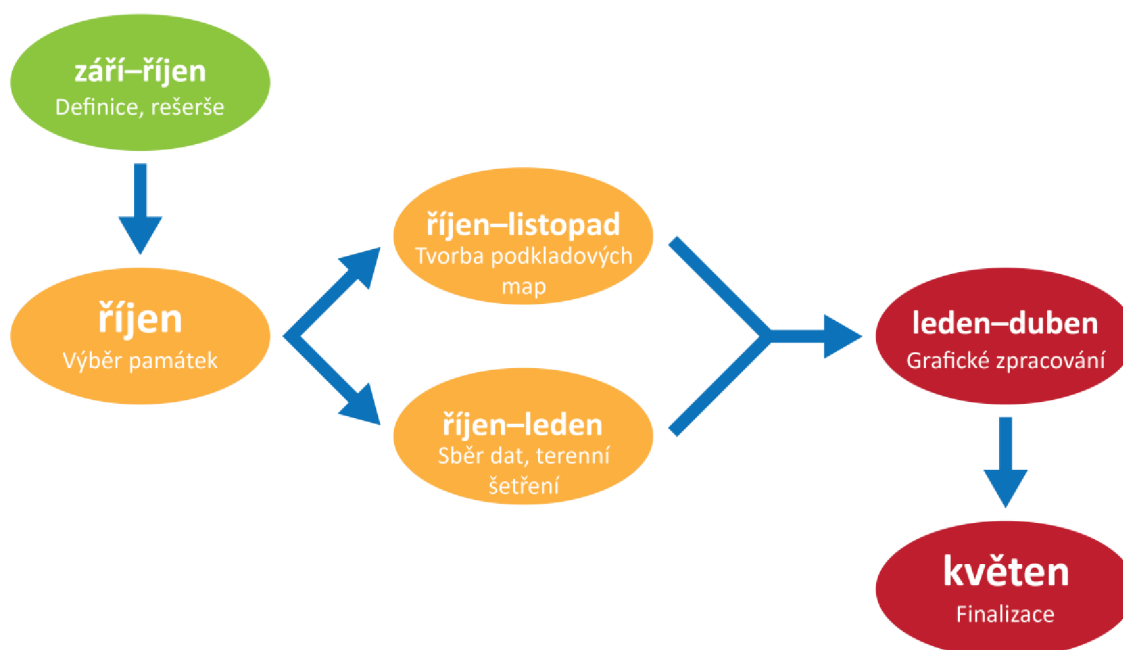 září–říjen
Definice, rešerše
říjen
Výběr památek
říjen–listopad
Tvorba podkladových
map
říjen–leden
Sběr dat, terenní
šetření
leden–duben
Grafické zpracování
květen
Finalizace